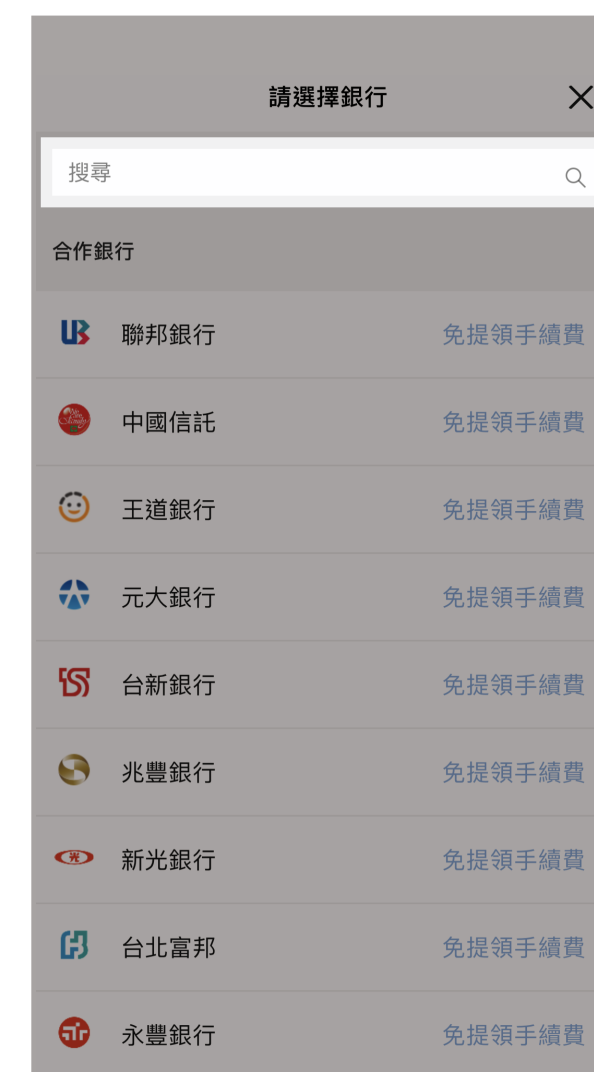 請選擇銀行
搜尋
合作銀行
聯邦銀行 免提領手續費
中國信託 免提領手續費
王道銀行 免提領手續費
元大銀行 免提領手續費
台新銀行 免提領手續費
兆豐銀行 免提領手續費
新光銀行 免提領手續費
台北富邦 免提領手續費
永豐銀行 免提領手續費